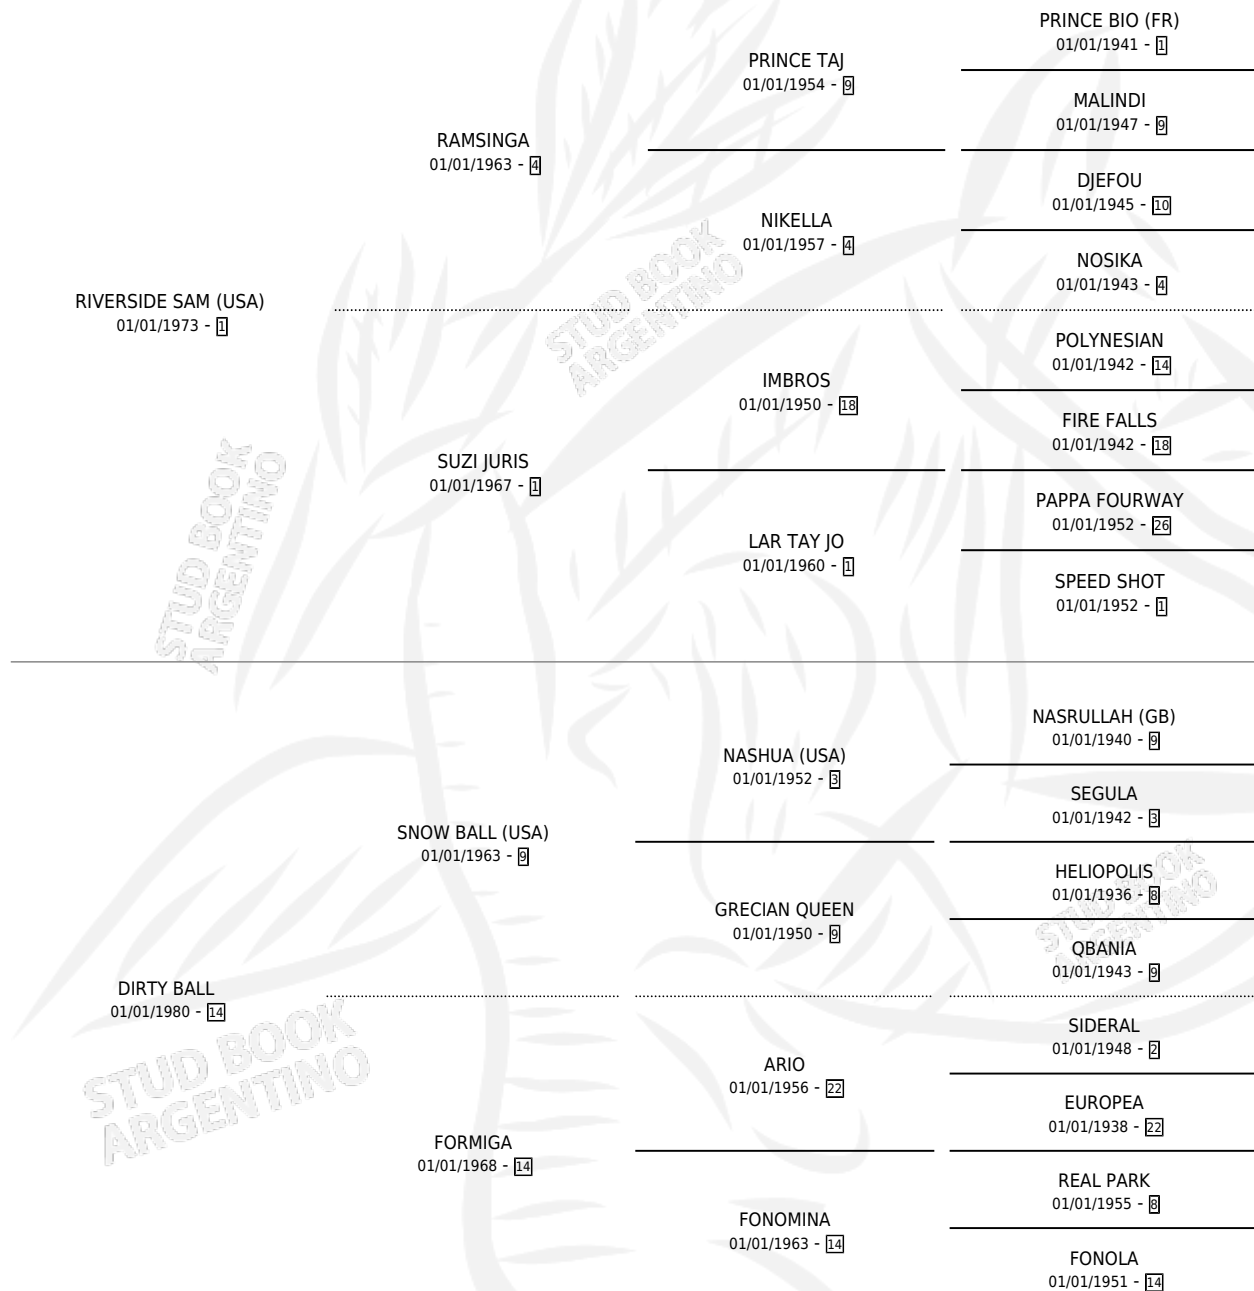 PRINCE BIO (FR)
01/01/1941 - 1
PRINCE TAJ
01/01/1954 - 9
MALINDI
01/01/1947 - 9
RAMSINGA
01/01/1963 - 4
DJEFOU
01/01/1945 - 10
NIKELLA
01/01/1957 - 4
NOSIKA
01/01/1943 - 4
RIVERSIDE SAM (USA)
01/01/1973 - 1
POLYNESIAN
01/01/1942 - 14
IMBROS
01/01/1950 - 18
FIRE FALLS
01/01/1942 - 18
SUZI JURIS
01/01/1967 - 1
PAPPA FOURWAY
01/01/1952 - 26
LAR TAY JO
01/01/1960 - 1
SPEED SHOT
01/01/1952 - 1
NASRULLAH (GB)
01/01/1940 - 9
NASHUA (USA)
01/01/1952 - 3
SEGULA
01/01/1942 - 3
SNOW BALL (USA)
01/01/1963 - 9
HELIOPOLIS
01/01/1936 - 8
GRECIAN QUEEN
01/01/1950 - 9
QBANIA
01/01/1943 - 9
DIRTY BALL
01/01/1980 - 14
SIDERAL
01/01/1948 - 2
ARIO
01/01/1956 - 22
EUROPEA
01/01/1938 - 22
FORMIGA
01/01/1968 - 14
REAL PARK
01/01/1955 - 8
FONOMINA
01/01/1963 - 14
FONOLA
01/01/1951 - 14
STUD BOOK
ARGENTINO
STUD BOOK
ARGENTINO
STUD BOOK
ARGENTINO
STUD BOOK
ARGENTINO